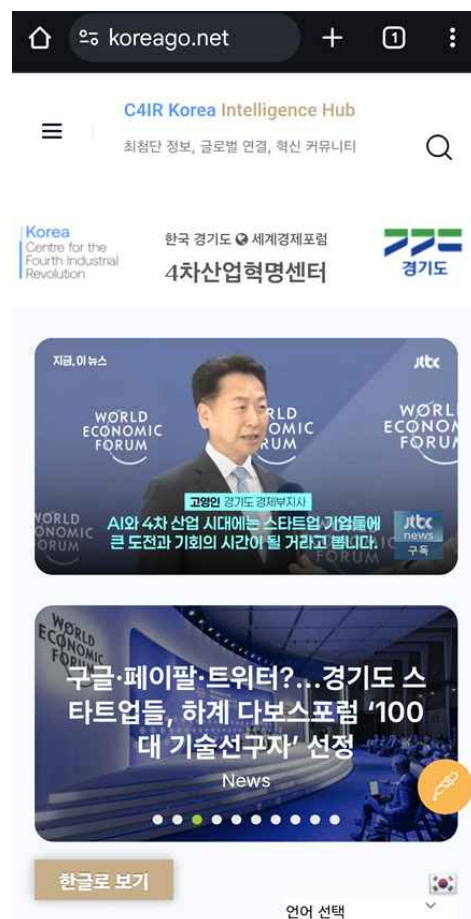 koreago.net
1
C4IR Korea Intelligence Hub
최첨단 정보, 글로벌 연결, 혁신 커뮤니티
Korea
Centre for the
Fourth Industrial
Revolution
한국 경기도 세계경제포럼
4차산업혁명센터
경기도
지금, 이 뉴스
jtbc
WORLD
ECONOMIC
FORUM
WORLD
ECONOMIC
FORUM
고영인 경기도 경제부지사
AI와 4차 산업 시대에는 스타트업 기업들에
큰 도전과 기회의 시간이 될 거라고 봅니다.
jtbc
news
구독
WORLD
ECONOMIC
FORUM
구글·페이팔·트위터?...경기도 스
타트업들, 하계 다보스포럼 ‘100
대 기술선구자’ 선정
News
한글로 보기
언어 선택